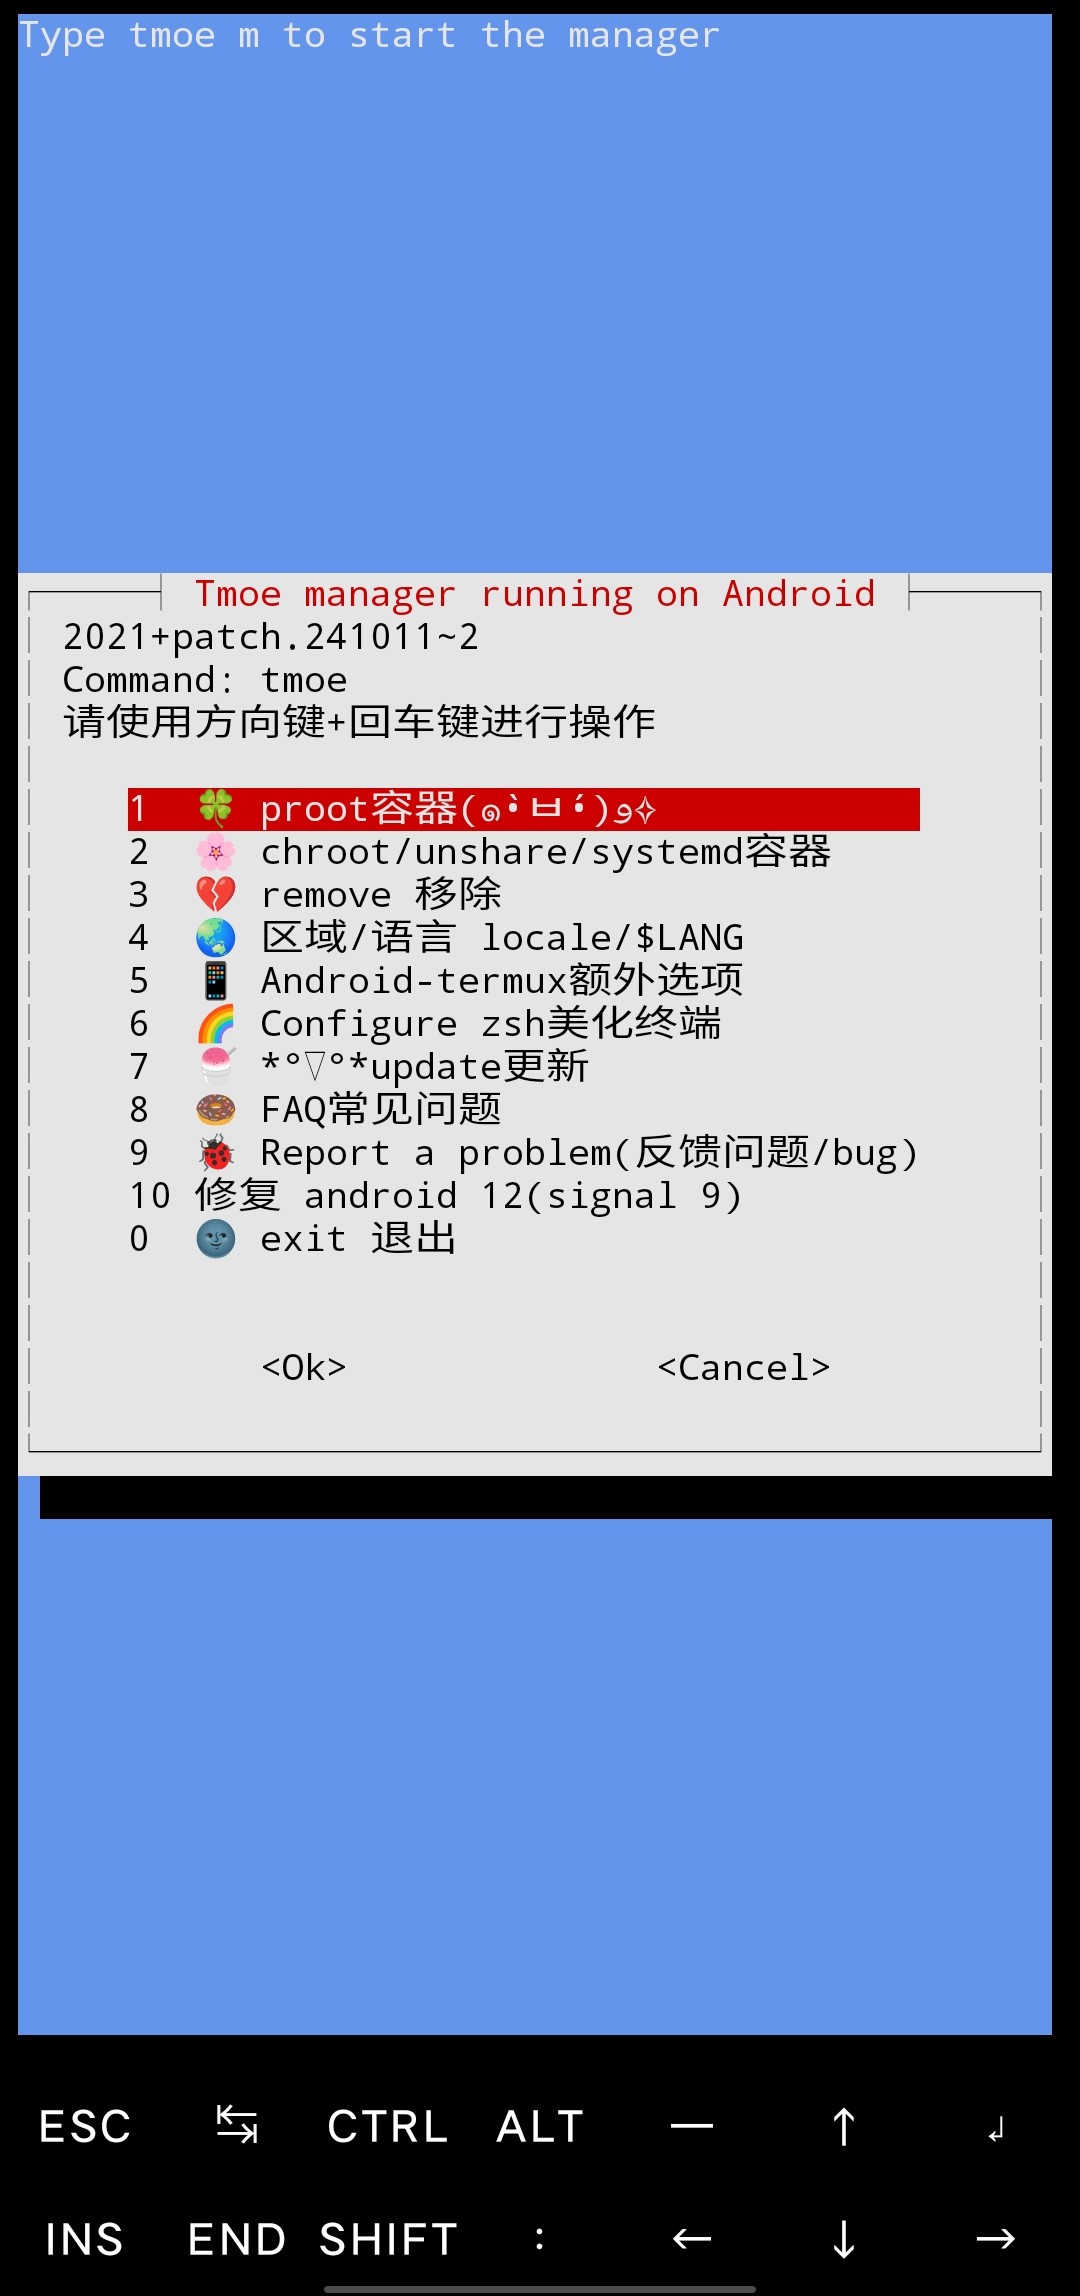 Type tmoe m to start the manager
Tmoe manager running on Android
2021+patch.241011~2
Command: tmoe
请使用方向键+回车键进行操作
1 🍀 proot容器(๑•̀ㅂ•́)و✧
2 🌸 chroot/unshare/systemd容器
3 💔 remove 移除
4 🌏 区域/语言 locale/$LANG
5 📱 Android-termux额外选项
6 🌈 Configure zsh美化终端
7 🍧 *°▽°*update更新
8 🍩 FAQ常见问题
9 🐞 Report a problem(反馈问题/bug)
10 修复 android 12(signal 9)
0 🌚 exit 退出
<Ok> <Cancel>
ESC ↹ CTRL ALT — ↑ ↲
INS END SHIFT : ← ↓ →